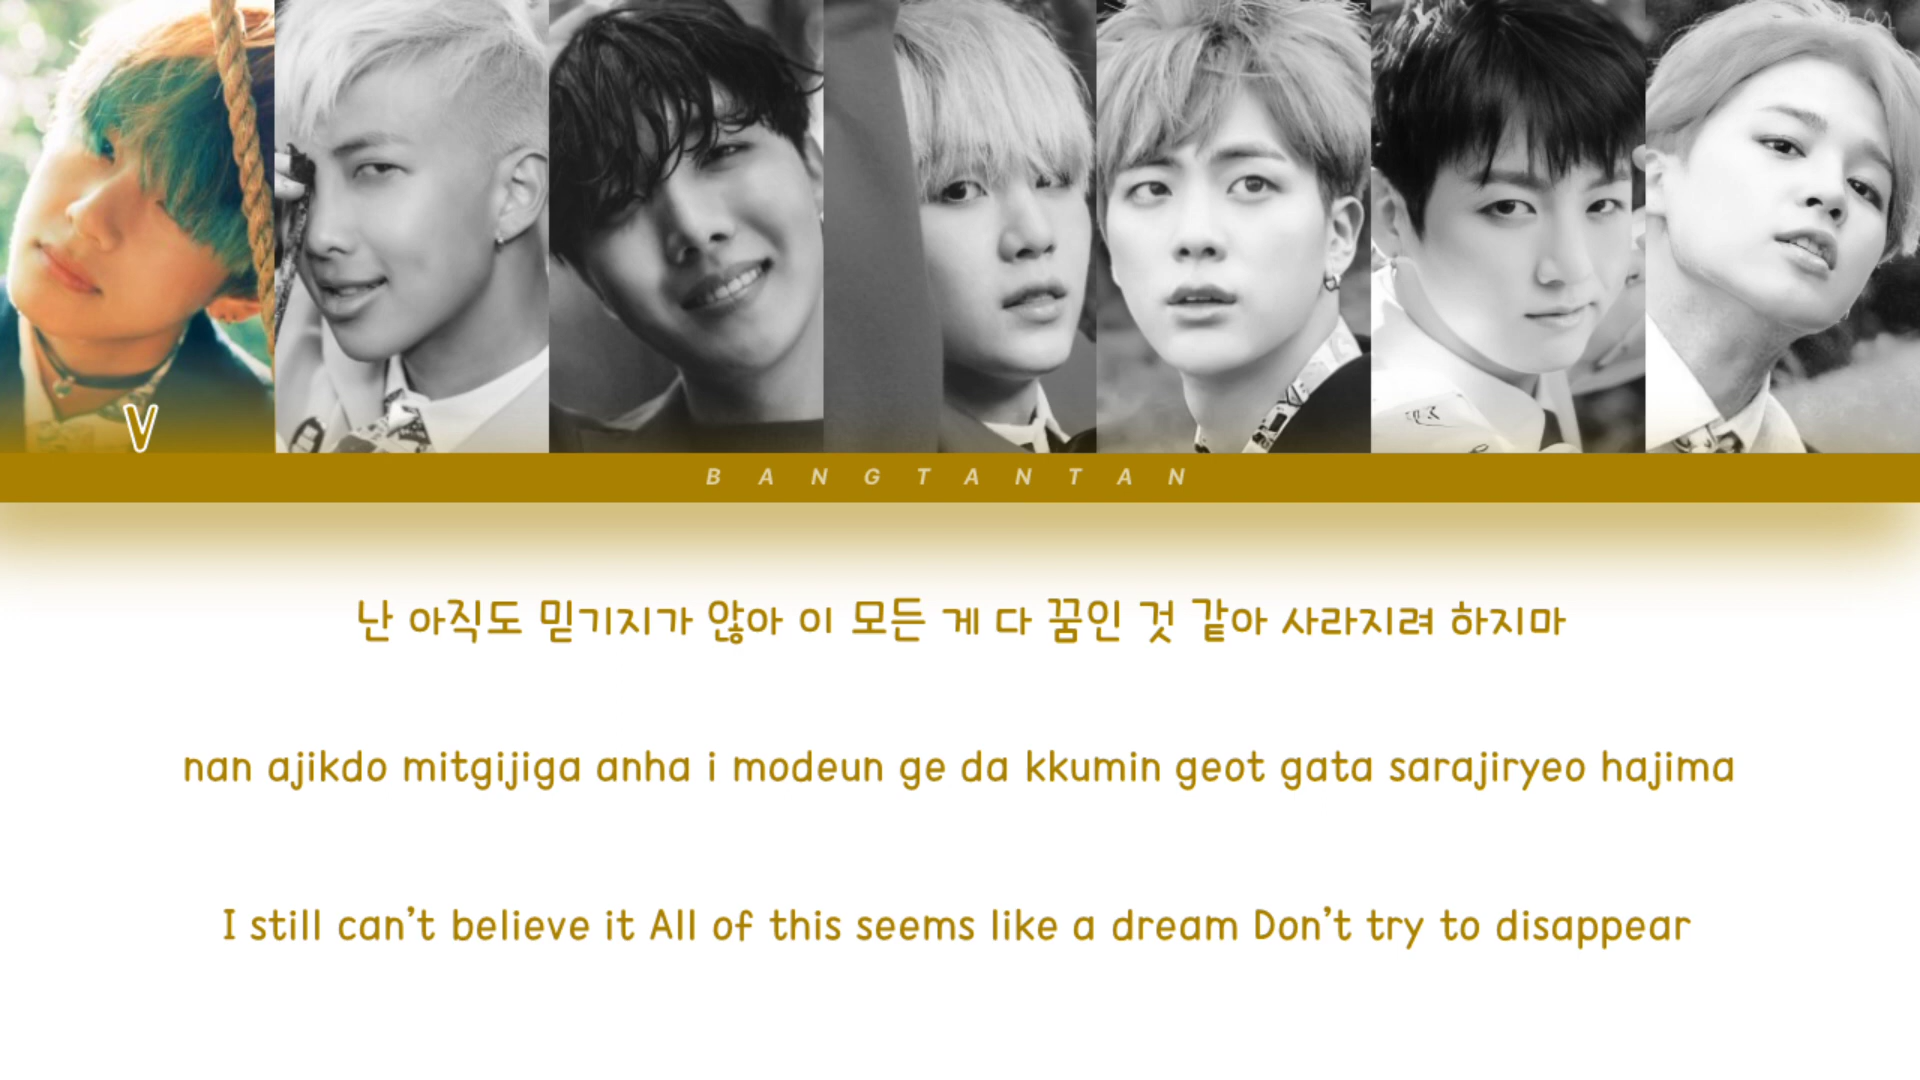 V
BANGTANTAN
난 아직도 믿기지가 않아 이 모든 게 다 꿈인 것 같아 사라지려 하지마
nan ajikdo mitgijiga anha i modeun ge da kkumin geot gata sarajiryeo hajima
I still can't believe it All of this seems like a dream Don't try to disappear